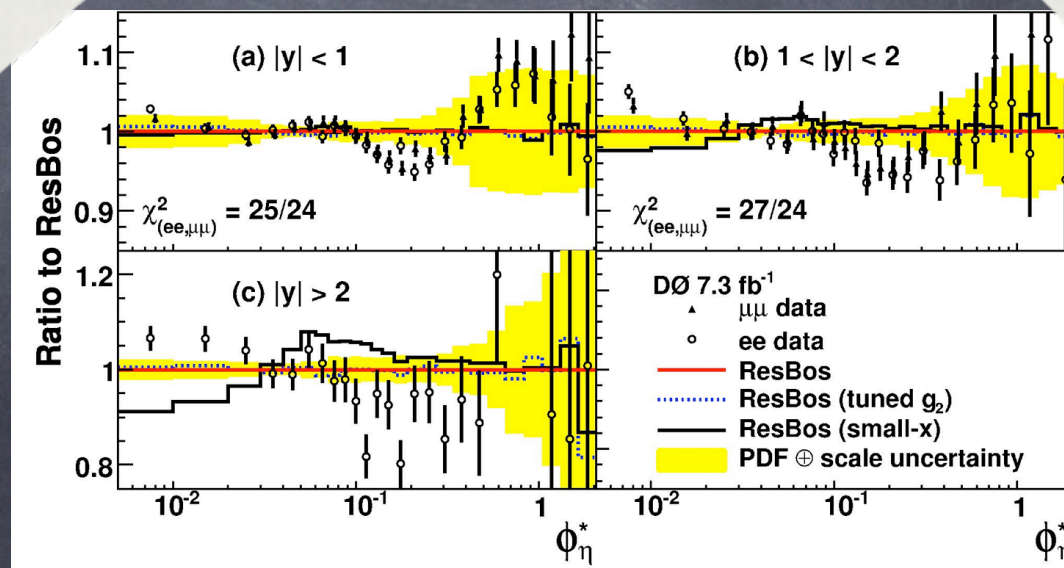 Ratio to ResBos
1.1
1
0.9
(a) |y| < 1
χ²(ee,μμ) = 25/24
(b) 1 < |y| < 2
χ²(ee,μμ) = 27/24
1.2
1
0.8
(c) |y| > 2
10⁻²
10⁻¹
1
φ*η
DØ 7.3 fb⁻¹
μμ data
ee data
ResBos
ResBos (tuned g₂)
ResBos (small-x)
PDF ⊕ scale uncertainty
10⁻²
10⁻¹
1
φ*η